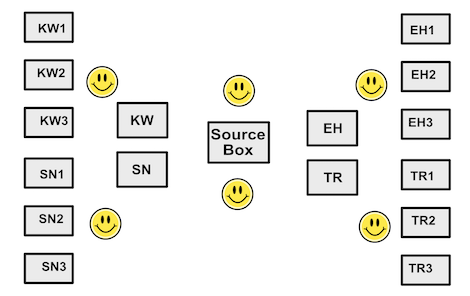 KW1
KW2
KW3
SN1
SN2
SN3
KW
SN
Source
Box
EH
TR
EH1
EH2
EH3
TR1
TR2
TR3